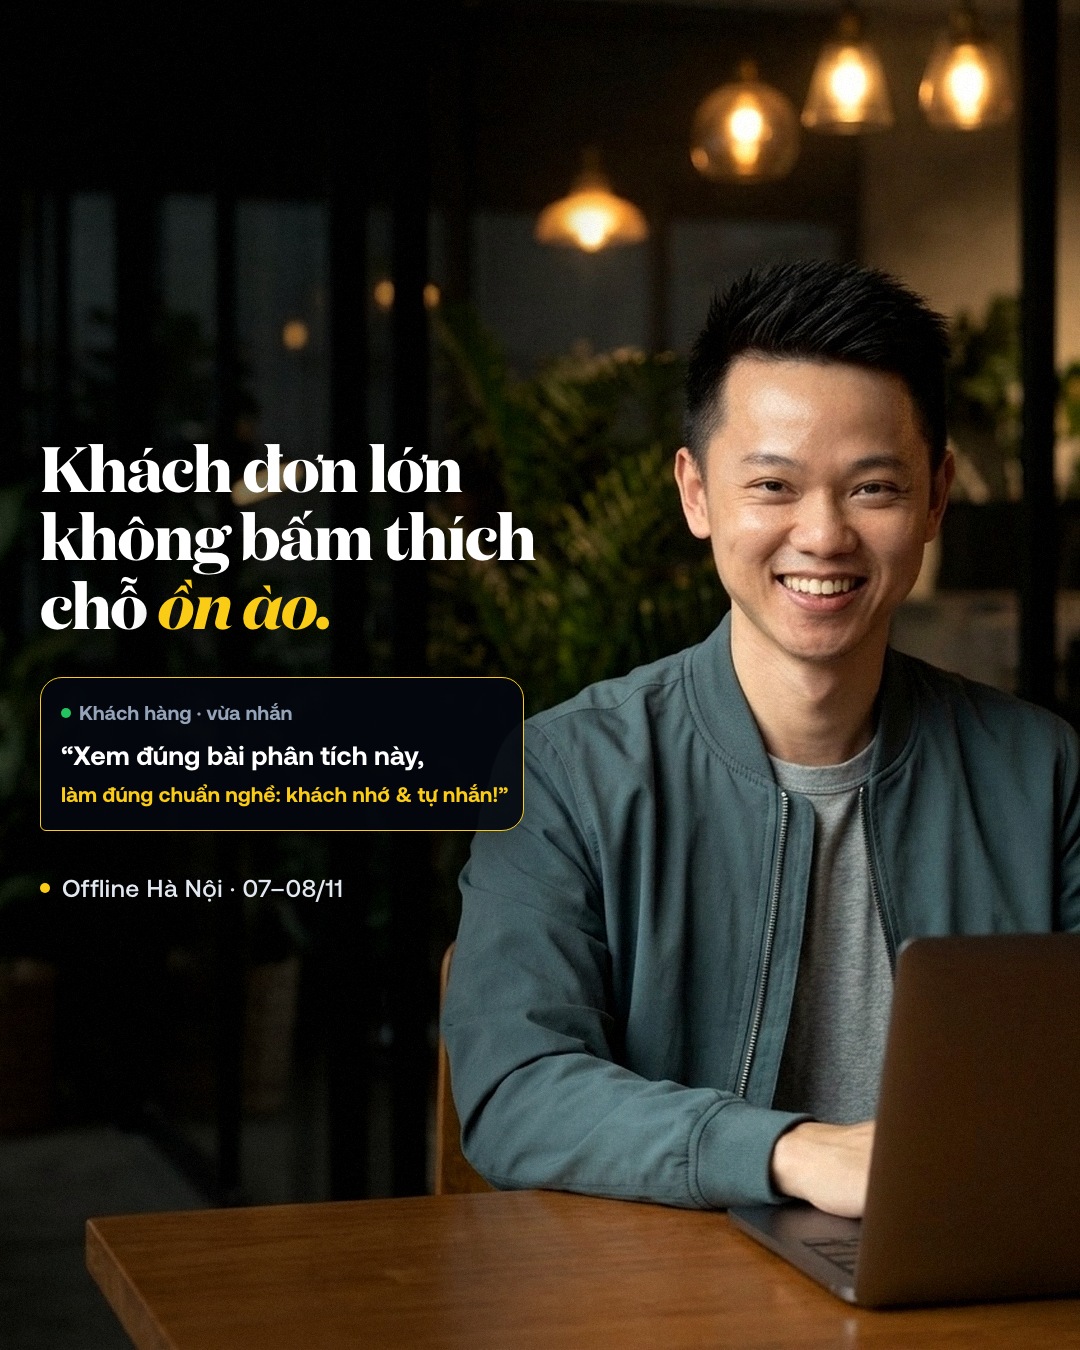 Khách đơn lớn
không bấm thích
chỗ ồn ào.
Khách hàng · vừa nhắn
“Xem đúng bài phân tích này,
làm đúng chuẩn nghề: khách nhớ & tự nhắn!”
Offline Hà Nội · 07–08/11